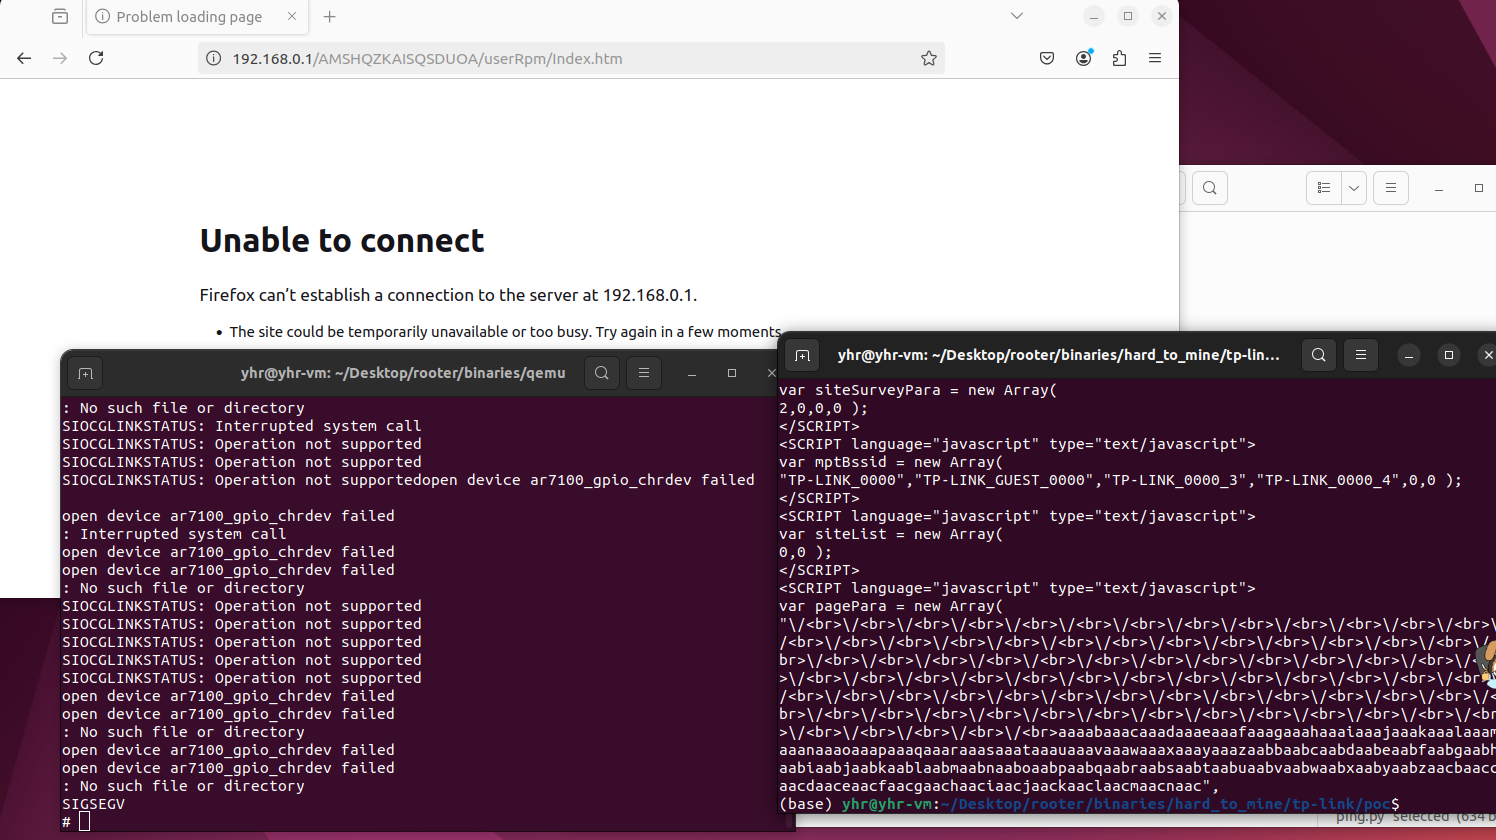 Problem loading page
192.168.0.1/AMSHQZKAISQSDUOA/userRpm/Index.htm
Unable to connect
Firefox can’t establish a connection to the server at 192.168.0.1.
• The site could be temporarily unavailable or too busy. Try again in a few moments.
yhr@yhr-vm: ~/Desktop/rooter/binaries/qemu
: No such file or directory
SIOCGLINKSTATUS: Interrupted system call
SIOCGLINKSTATUS: Operation not supported
SIOCGLINKSTATUS: Operation not supported
SIOCGLINKSTATUS: Operation not supportedopen device ar7100_gpio_chrdev failed
open device ar7100_gpio_chrdev failed
: Interrupted system call
open device ar7100_gpio_chrdev failed
open device ar7100_gpio_chrdev failed
: No such file or directory
SIOCGLINKSTATUS: Operation not supported
SIOCGLINKSTATUS: Operation not supported
SIOCGLINKSTATUS: Operation not supported
SIOCGLINKSTATUS: Operation not supported
SIOCGLINKSTATUS: Operation not supported
open device ar7100_gpio_chrdev failed
open device ar7100_gpio_chrdev failed
: No such file or directory
open device ar7100_gpio_chrdev failed
open device ar7100_gpio_chrdev failed
: No such file or directory
SIGSEGV
#
yhr@yhr-vm: ~/Desktop/rooter/binaries/hard_to_mine/tp-lin...
var siteSurveyPara = new Array(
2,0,0,0 );
</SCRIPT>
<SCRIPT language="javascript" type="text/javascript">
var mptBssid = new Array(
"TP-LINK_0000","TP-LINK_GUEST_0000","TP-LINK_0000_3","TP-LINK_0000_4",0,0 );
</SCRIPT>
<SCRIPT language="javascript" type="text/javascript">
var siteList = new Array(
0,0 );
</SCRIPT>
<SCRIPT language="javascript" type="text/javascript">
var pagePara = new Array(
"\/<br>\/<br>\/<br>\/<br>\/<br>\/<br>\/<br>\/<br>\/<br>\/<br>\/<br>\/<br>\/<br>\
/<br>\/<br>\/<br>\/<br>\/<br>\/<br>\/<br>\/<br>\/<br>\/<br>\/<br>\/<br>\/
br>\/<br>\/<br>\/<br>\/<br>\/<br>\/<br>\/<br>\/<br>\/<br>\/<br>\/<br>\/<
>\/<br>\/<br>\/<br>\/<br>\/<br>\/<br>\/<br>\/<br>\/<br>\/<br>\/<br>\/<br
/<br>\/<br>\/<br>\/<br>\/<br>\/<br>\/<br>\/<br>\/<br>\/<br>\/<br>\/<br>\/<
br>\/<br>\/<br>\/<br>\/<br>\/<br>\/<br>\/<br>\/<br>\/<br>\/<br>\/<br>\/<br
>\/<br>\/<br>\/<br>\/<br>\/<br>aaaabaaacaaadaaaeaaafaaagaaahaaaiaaajaaakaaalaaam
aaanaaaoaaapaaaqaaaraaasaaataaauaaavaaawaaaxaaayaaazaabbaabcaabdaabeaabfaabgaabh
aabiaabjaabkaablaabmaabnaaboaabpaabqaabraabsaabtaabuaabvaabwaabxaabyaabzaacbaacc
aacdaaceaacfaacgaachaaciaacjaackaaclaacmaacnaac",
(base) yhr@yhr-vm:~/Desktop/rooter/binaries/hard_to_mine/tp-link/poc$
"ping.py" selected (634 b